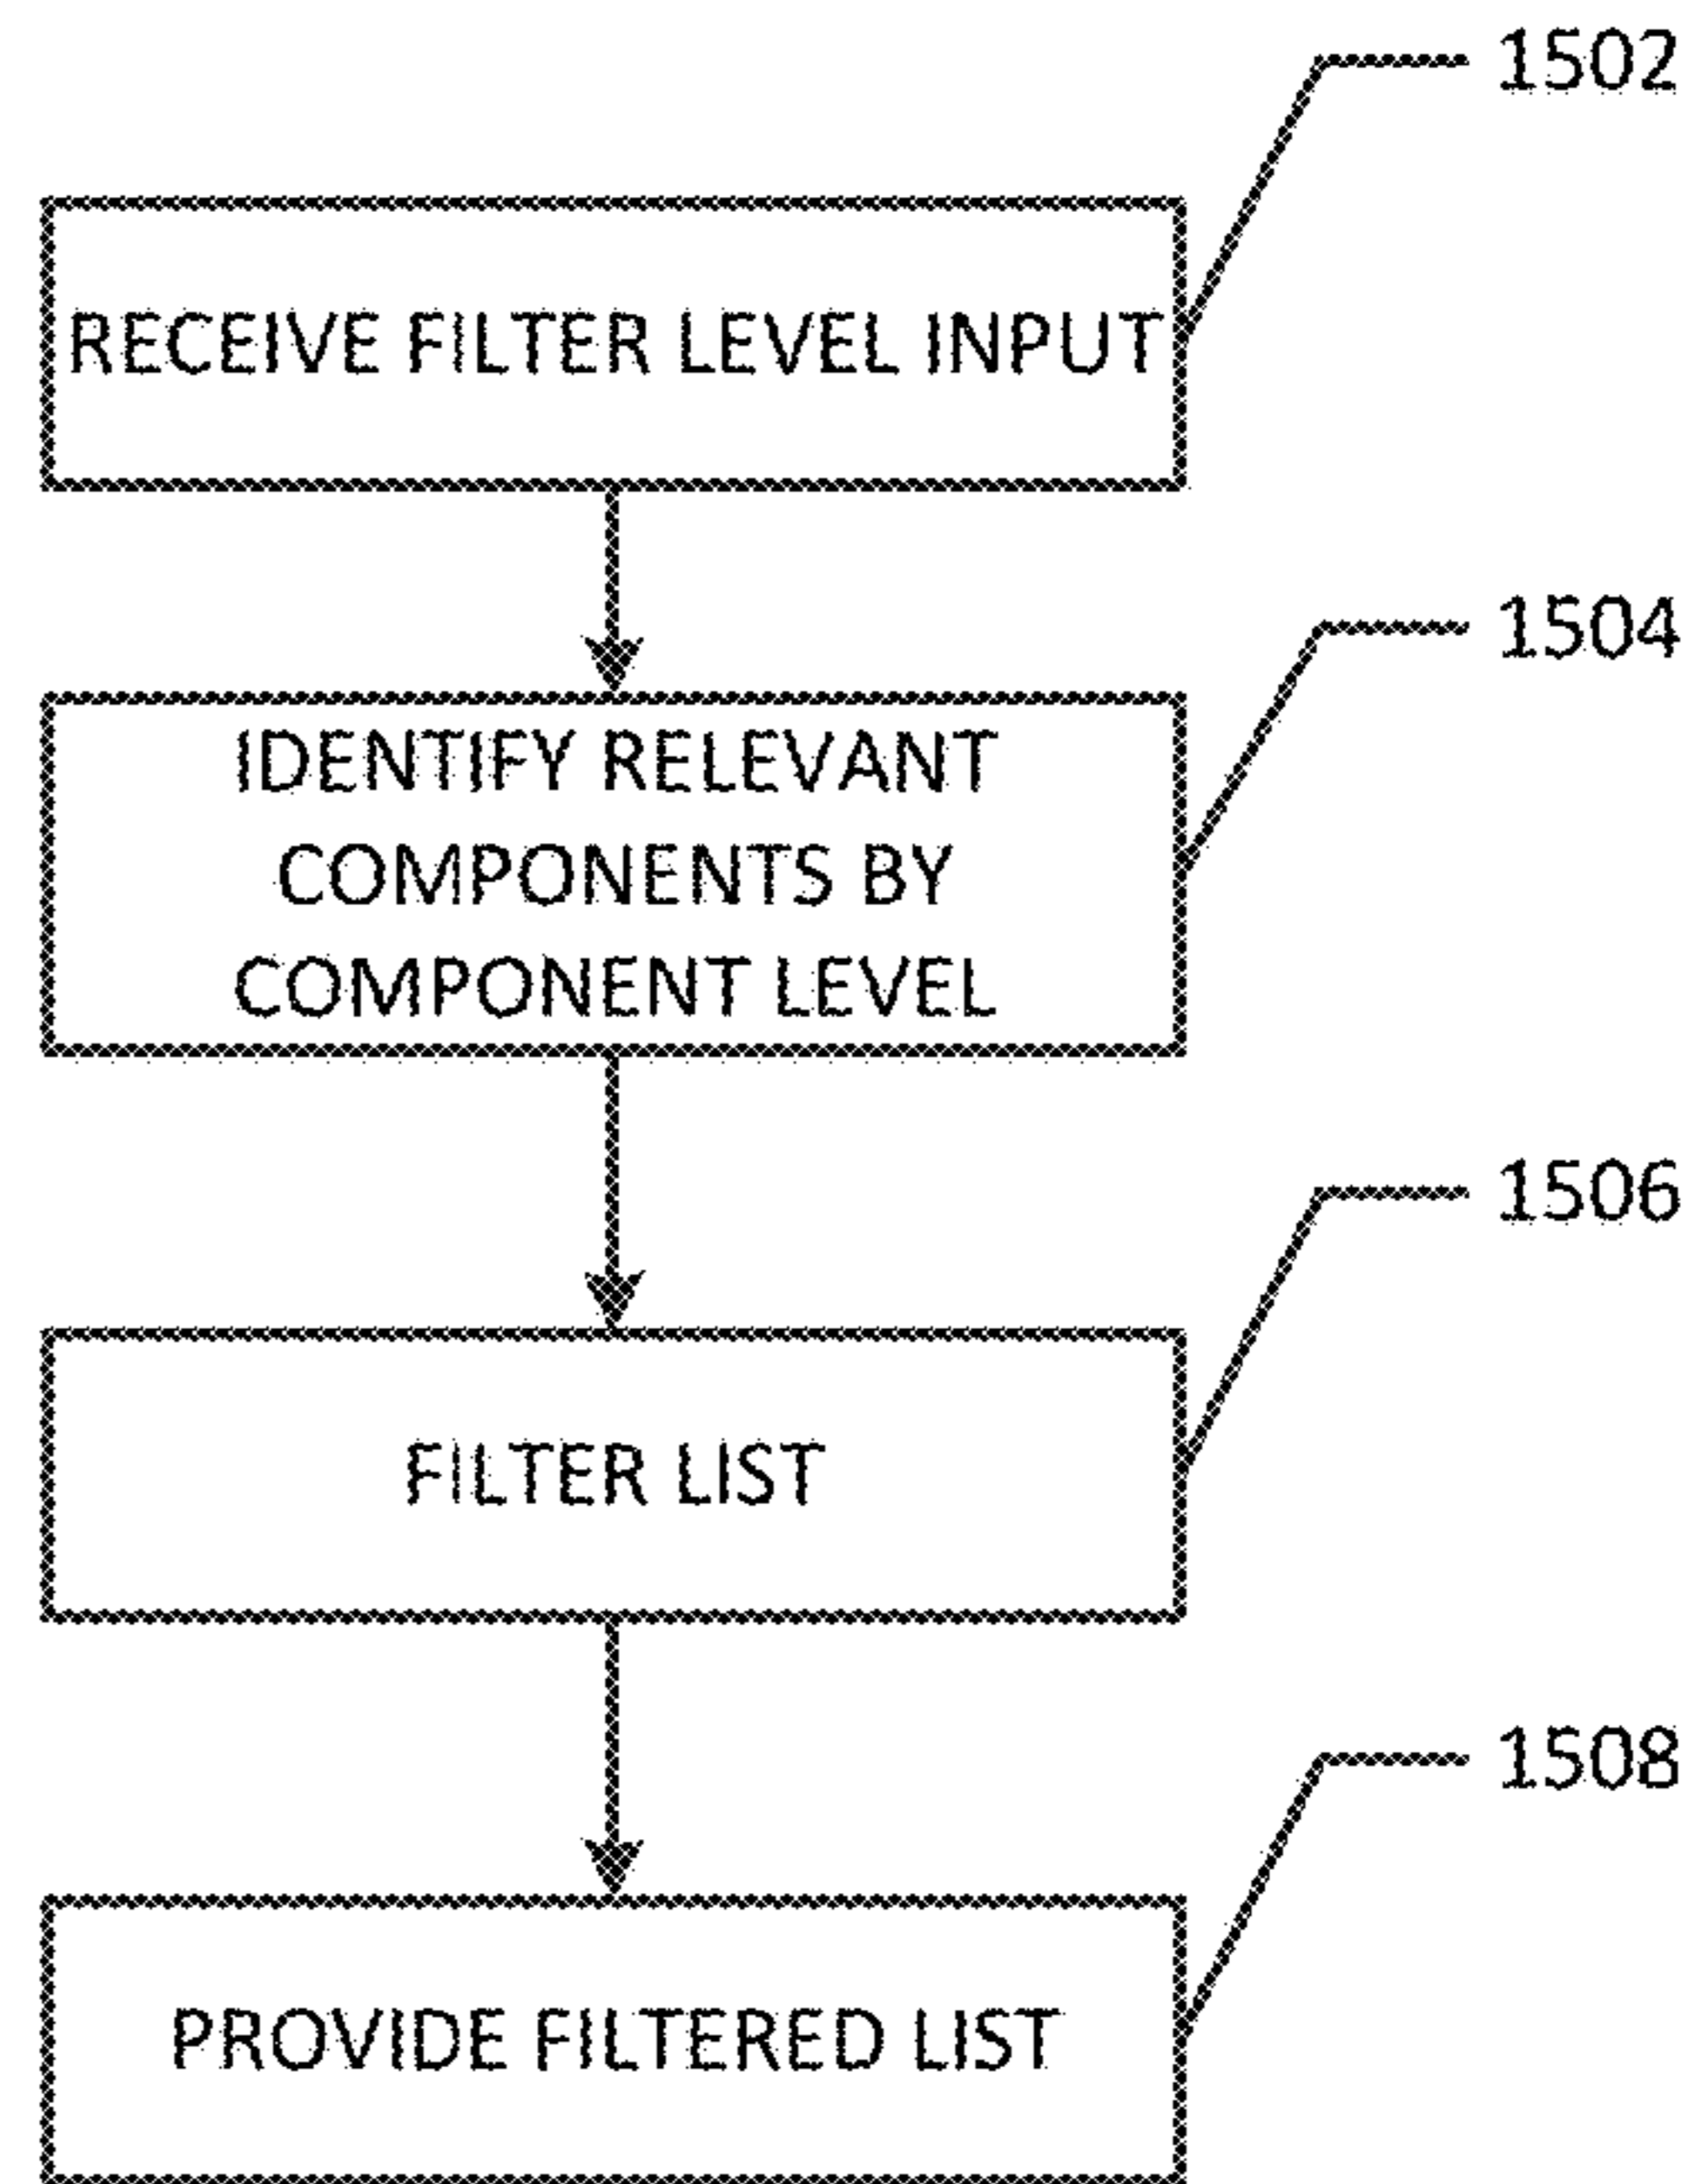 1502
RECEIVE FILTER LEVEL INPUT
1504
IDENTIFY RELEVANT
COMPONENTS BY
COMPONENT LEVEL
1506
FILTER LIST
1508
PROVIDE FILTERED LIST